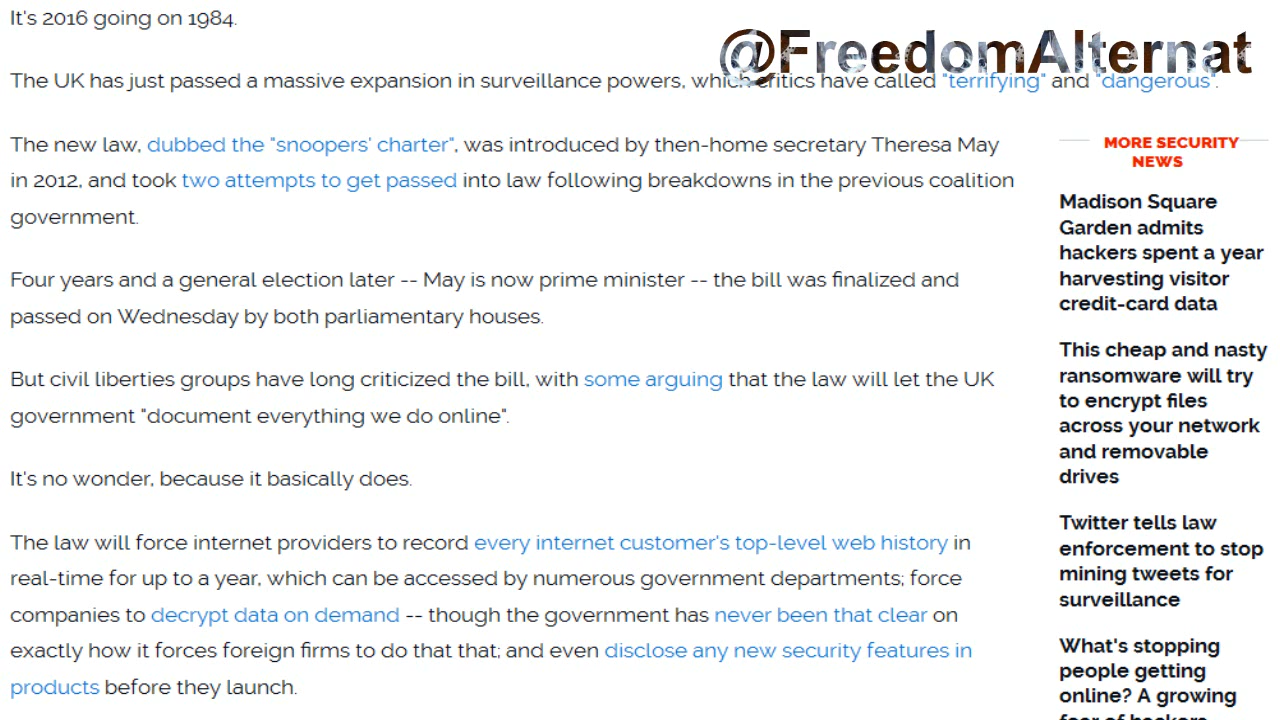 It's 2016 going on 1984.
@FreedomAlternat
The UK has just passed a massive expansion in surveillance powers, which critics have called "terrifying" and "dangerous".
The new law, dubbed the "snoopers' charter", was introduced by then-home secretary Theresa May
in 2012, and took two attempts to get passed into law following breakdowns in the previous coalition
government.
Four years and a general election later -- May is now prime minister -- the bill was finalized and
passed on Wednesday by both parliamentary houses.
But civil liberties groups have long criticized the bill, with some arguing that the law will let the UK
government "document everything we do online".
It's no wonder, because it basically does.
The law will force internet providers to record every internet customer's top-level web history in
real-time for up to a year, which can be accessed by numerous government departments; force
companies to decrypt data on demand -- though the government has never been that clear on
exactly how it forces foreign firms to do that that; and even disclose any new security features in
products before they launch.
MORE SECURITY
NEWS
Madison Square
Garden admits
hackers spent a year
harvesting visitor
credit-card data
This cheap and nasty
ransomware will try
to encrypt files
across your network
and removable
drives
Twitter tells law
enforcement to stop
mining tweets for
surveillance
What's stopping
people getting
online? A growing
fear of hackers